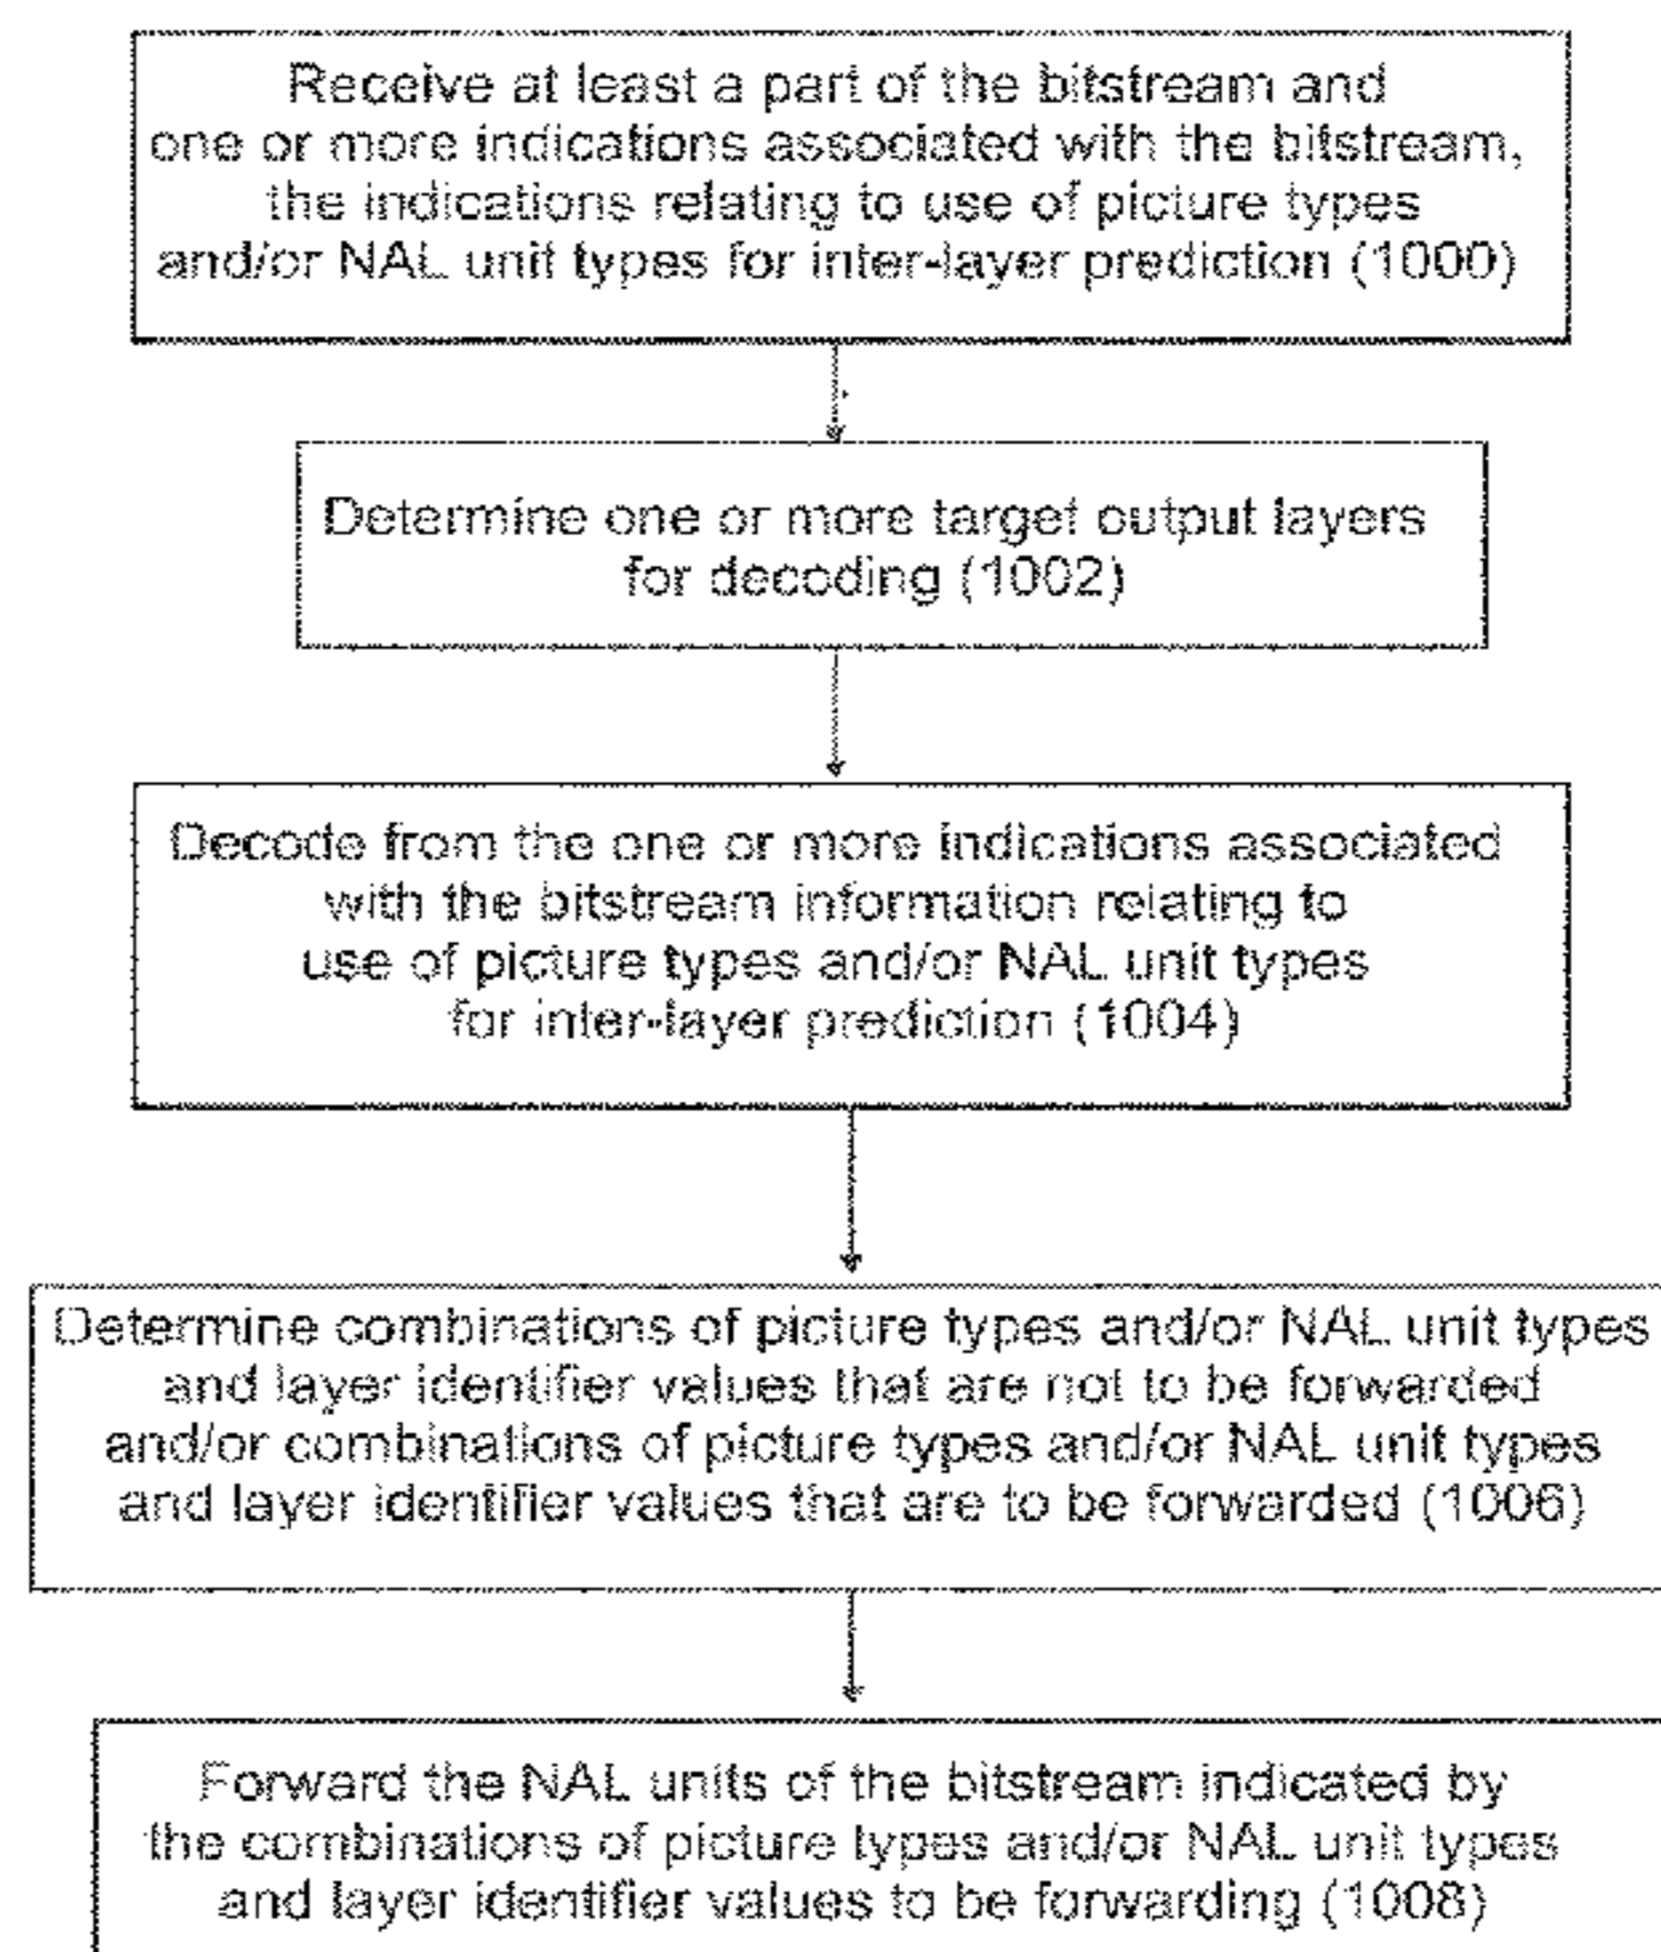 Receive at least a part of the bitstream and
one or more indications associated with the bitstream,
the indications relating to use of picture types
and/or NAL unit types for inter-layer prediction (1000)
Determine one or more target output layers
for decoding (1002)
Decode from the one or more indications associated
with the bitstream information relating to
use of picture types and/or NAL unit types
for inter-layer prediction (1004)
Determine combinations of picture types and/or NAL unit types
and layer identifier values that are not to be forwarded
and/or combinations of picture types and/or NAL unit types
and layer identifier values that are to be forwarded (1006)
Forward the NAL units of the bitstream indicated by
the combinations of picture types and/or NAL unit types
and layer identifier values to be forwarding (1008)